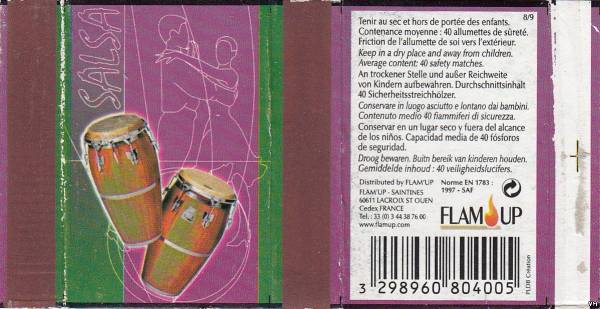 SALSA
8/9
Tenir au sec et hors de portée des enfants.
Contenance moyenne : 40 allumettes de sûreté.
Friction de l'allumette de soi vers l'extérieur.
Keep in a dry place and away from children.
Average content: 40 safety matches.
An trockener Stelle und außer Reichweite
von Kindern aufbewahren. Durchschnittsinhalt
40 Sicherheitsstreichhölzer.
Conservare in luogo asciutto e lontano dai bambini.
Contenuto medio 40 fiammiferi di sicurezza.
Conservar en un lugar seco y fuera del alcance
de los niños. Capacidad media de 40 fósforos
de seguridad.
Droog bewaren. Buitn bereik van kinderen houden.
Gemiddelde inhoud : 40 veiligheidslucifers.
Distributed by FLAM'UP
FLAM'UP - SAINTINES
60611 LACROIX ST OUEN
Cedex FRANCE
Tel. : 33 (0) 3 44 38 76 00
www.flamup.com
Norme EN 1783 :
1997 - SAF
FLAM UP
3 298960 804005
PLDB Création